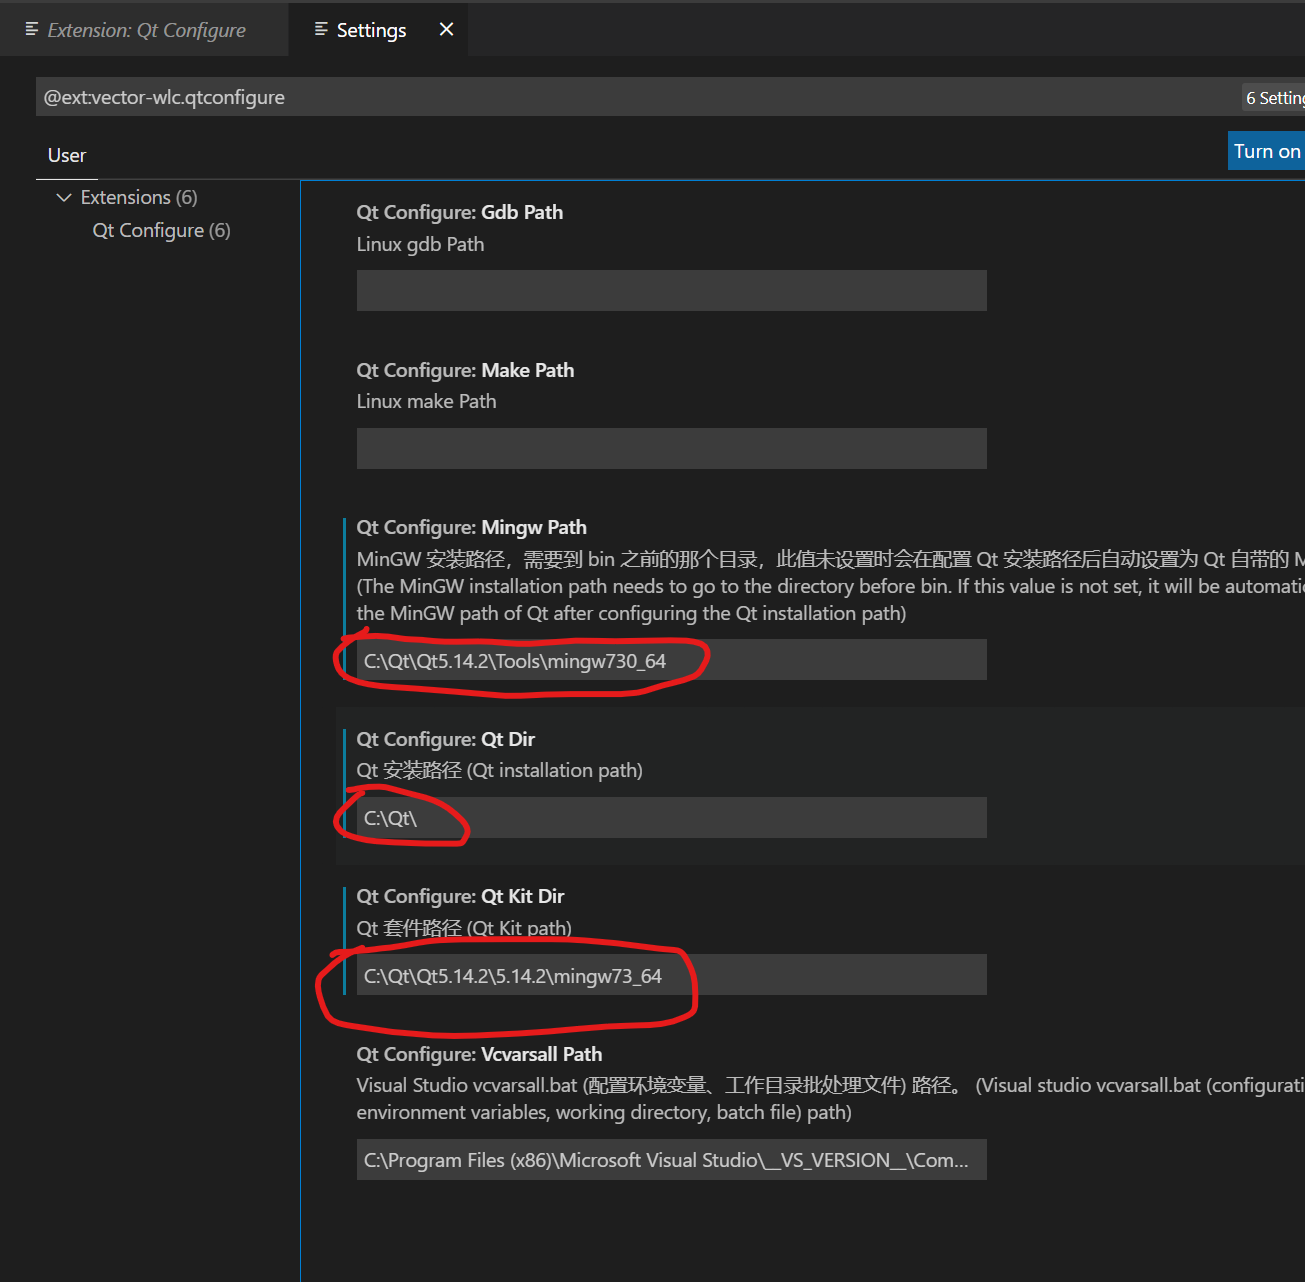 Extension: Qt Configure
Settings
@ext:vector-wlc.qtconfigure
6 Setting
User
Turn on
Extensions (6)
Qt Configure (6)
Qt Configure: Gdb Path
Linux gdb Path
Qt Configure: Make Path
Linux make Path
Qt Configure: Mingw Path
MinGW 安装路径，需要到 bin 之前的那个目录，此值未设置时会在配置 Qt 安装路径后自动设置为 Qt 自带的 M
(The MinGW installation path needs to go to the directory before bin. If this value is not set, it will be automatic
the MinGW path of Qt after configuring the Qt installation path)
C:\Qt\Qt5.14.2\Tools\mingw730_64
Qt Configure: Qt Dir
Qt 安装路径 (Qt installation path)
C:\Qt\
Qt Configure: Qt Kit Dir
Qt 套件路径 (Qt Kit path)
C:\Qt\Qt5.14.2\5.14.2\mingw73_64
Qt Configure: Vcvarsall Path
Visual Studio vcvarsall.bat (配置环境变量、工作目录批处理文件) 路径。 (Visual studio vcvarsall.bat (configurati
environment variables, working directory, batch file) path)
C:\Program Files (x86)\Microsoft Visual Studio\__VS_VERSION__\Com...